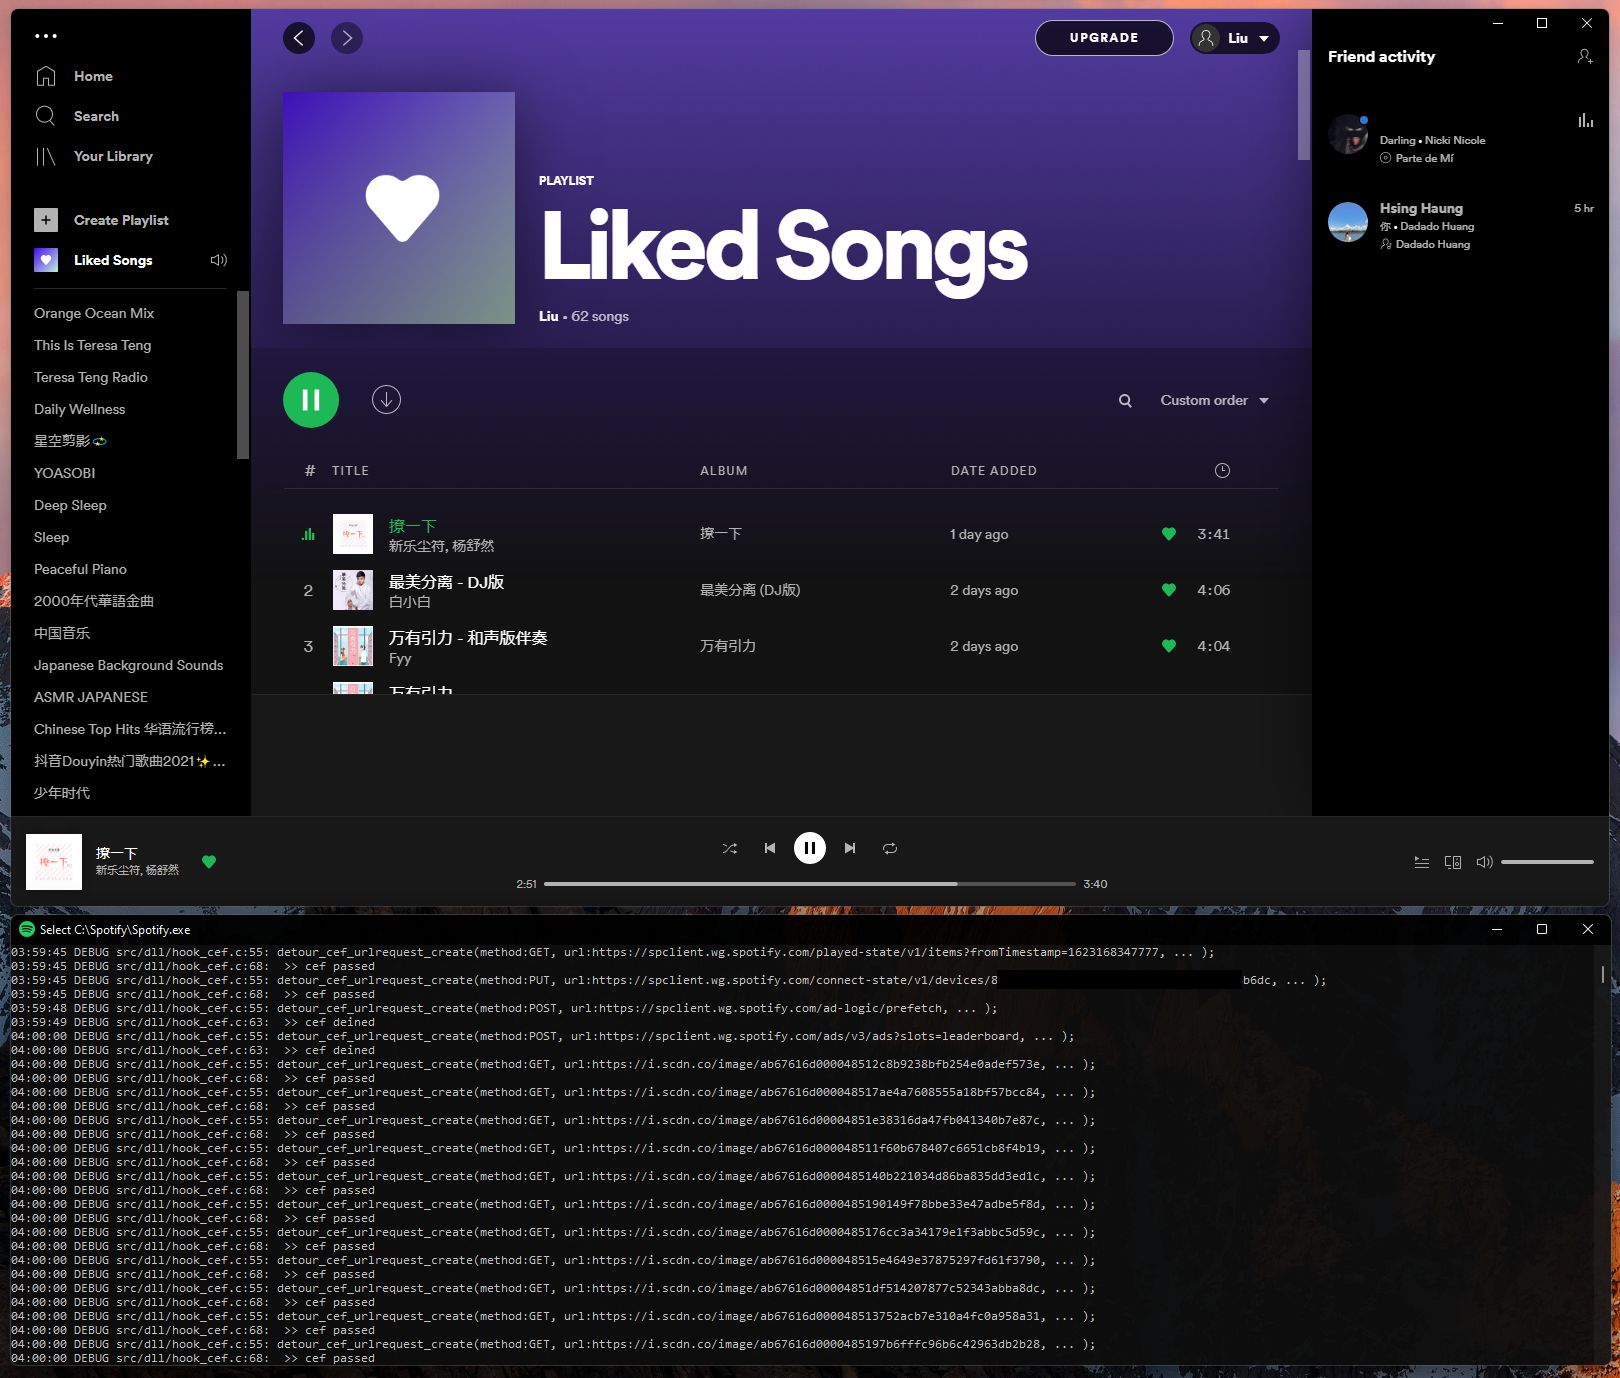 Home
Search
Your Library
Create Playlist
Liked Songs
Orange Ocean Mix
This Is Teresa Teng
Teresa Teng Radio
Daily Wellness
星空剪影💫
YOASOBI
Deep Sleep
Sleep
Peaceful Piano
2000年代華語金曲
中国音乐
Japanese Background Sounds
ASMR JAPANESE
Chinese Top Hits 华语流行榜...
抖音Douyin热门歌曲2021✨...
少年时代
UPGRADE
Liu
PLAYLIST
Liked Songs
Liu • 62 songs
Custom order
# TITLE ALBUM DATE ADDED
撩一下 撩一下 1 day ago 3:41
新乐尘符, 杨舒然
2 最美分离 - DJ版 最美分离 (DJ版) 2 days ago 4:06
白小白
3 万有引力 - 和声版伴奏 万有引力 2 days ago 4:04
Fyy
万有引力
Friend activity
Darling • Nicki Nicole
Parte de Mí
Hsing Haung 5 hr
你 • Dadado Huang
Dadado Huang
撩一下
新乐尘符, 杨舒然
2:51 3:40
Select C:\Spotify\Spotify.exe
03:59:45 DEBUG src/dll/hook_cef.c:55: detour_cef_urlrequest_create(method:GET, url:https://spclient.wg.spotify.com/played-state/v1/items?fromTimestamp=1623168347777, ... );
03:59:45 DEBUG src/dll/hook_cef.c:68:  >> cef passed
03:59:45 DEBUG src/dll/hook_cef.c:55: detour_cef_urlrequest_create(method:PUT, url:https://spclient.wg.spotify.com/connect-state/v1/devices/8 b6dc, ... );
03:59:45 DEBUG src/dll/hook_cef.c:68:  >> cef passed
03:59:48 DEBUG src/dll/hook_cef.c:55: detour_cef_urlrequest_create(method:POST, url:https://spclient.wg.spotify.com/ad-logic/prefetch, ... );
03:59:49 DEBUG src/dll/hook_cef.c:63:  >> cef deined
04:00:00 DEBUG src/dll/hook_cef.c:55: detour_cef_urlrequest_create(method:POST, url:https://spclient.wg.spotify.com/ads/v3/ads?slots=leaderboard, ... );
04:00:00 DEBUG src/dll/hook_cef.c:63:  >> cef deined
04:00:00 DEBUG src/dll/hook_cef.c:55: detour_cef_urlrequest_create(method:GET, url:https://i.scdn.co/image/ab67616d000048512c8b9238bfb254e0adef573e, ... );
04:00:00 DEBUG src/dll/hook_cef.c:68:  >> cef passed
04:00:00 DEBUG src/dll/hook_cef.c:55: detour_cef_urlrequest_create(method:GET, url:https://i.scdn.co/image/ab67616d000048517ae4a7608555a18bf57bcc84, ... );
04:00:00 DEBUG src/dll/hook_cef.c:68:  >> cef passed
04:00:00 DEBUG src/dll/hook_cef.c:55: detour_cef_urlrequest_create(method:GET, url:https://i.scdn.co/image/ab67616d00004851e38316da47fb041340b7e87c, ... );
04:00:00 DEBUG src/dll/hook_cef.c:68:  >> cef passed
04:00:00 DEBUG src/dll/hook_cef.c:55: detour_cef_urlrequest_create(method:GET, url:https://i.scdn.co/image/ab67616d000048511f60b678407c6651cb8f4b19, ... );
04:00:00 DEBUG src/dll/hook_cef.c:68:  >> cef passed
04:00:00 DEBUG src/dll/hook_cef.c:55: detour_cef_urlrequest_create(method:GET, url:https://i.scdn.co/image/ab67616d000048514​0b221034d86ba835dd3ed1c, ... );
04:00:00 DEBUG src/dll/hook_cef.c:68:  >> cef passed
04:00:00 DEBUG src/dll/hook_cef.c:55: detour_cef_urlrequest_create(method:GET, url:https://i.scdn.co/image/ab67616d0000485190149f78bbe33e47adbe5f8d, ... );
04:00:00 DEBUG src/dll/hook_cef.c:68:  >> cef passed
04:00:00 DEBUG src/dll/hook_cef.c:55: detour_cef_urlrequest_create(method:GET, url:https://i.scdn.co/image/ab67616d0000485176cc3a34179e1f3abbc5d59c, ... );
04:00:00 DEBUG src/dll/hook_cef.c:68:  >> cef passed
04:00:00 DEBUG src/dll/hook_cef.c:55: detour_cef_urlrequest_create(method:GET, url:https://i.scdn.co/image/ab67616d000048515e4649e37875297fd61f3790, ... );
04:00:00 DEBUG src/dll/hook_cef.c:68:  >> cef passed
04:00:00 DEBUG src/dll/hook_cef.c:55: detour_cef_urlrequest_create(method:GET, url:https://i.scdn.co/image/ab67616d00004851df514207877c52343abba8dc, ... );
04:00:00 DEBUG src/dll/hook_cef.c:68:  >> cef passed
04:00:00 DEBUG src/dll/hook_cef.c:55: detour_cef_urlrequest_create(method:GET, url:https://i.scdn.co/image/ab67616d000048513752acb7e310a4fc0a958a31, ... );
04:00:00 DEBUG src/dll/hook_cef.c:68:  >> cef passed
04:00:00 DEBUG src/dll/hook_cef.c:55: detour_cef_urlrequest_create(method:GET, url:https://i.scdn.co/image/ab67616d0000485197b6fffc96b6c42963db2b28, ... );
04:00:00 DEBUG src/dll/hook_cef.c:68:  >> cef passed